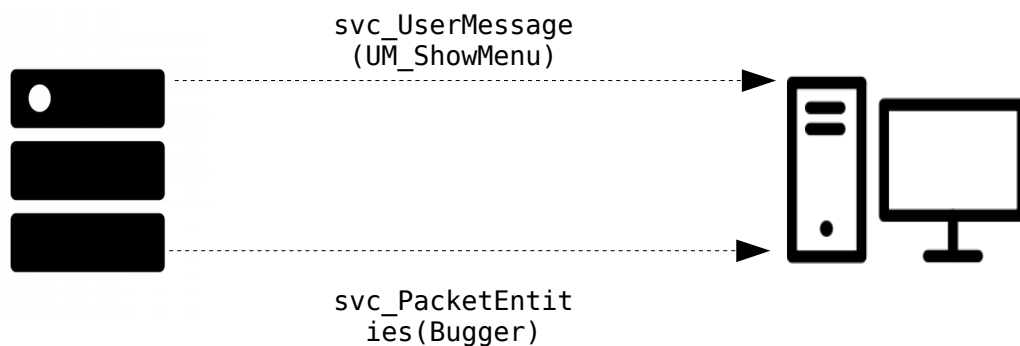 svc_UserMessage
(UM_ShowMenu)
svc_PacketEntit
ies(Bugger)